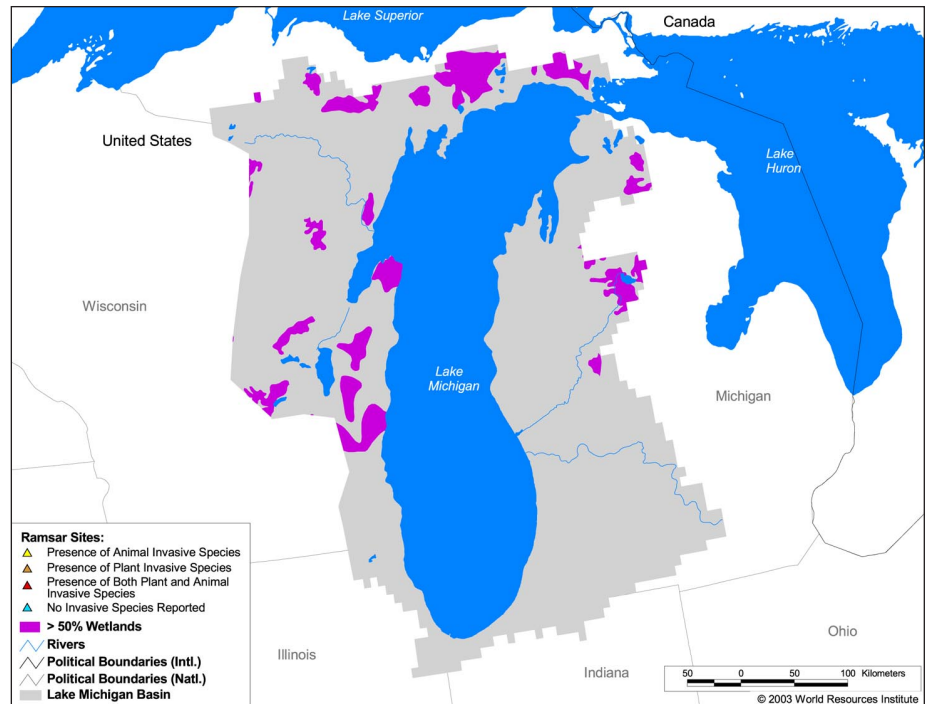 Lake Superior
Canada
United States
Lake
Huron
Wisconsin
Lake
Michigan
Michigan
Ramsar Sites:
Presence of Animal Invasive Species
Presence of Plant Invasive Species
Presence of Both Plant and Animal
Invasive Species
No Invasive Species Reported
> 50% Wetlands
Rivers
Political Boundaries (Intl.)
Political Boundaries (Natl.)
Lake Michigan Basin
Illinois
Indiana
Ohio
50 0 50 100 Kilometers
© 2003 World Resources Institute